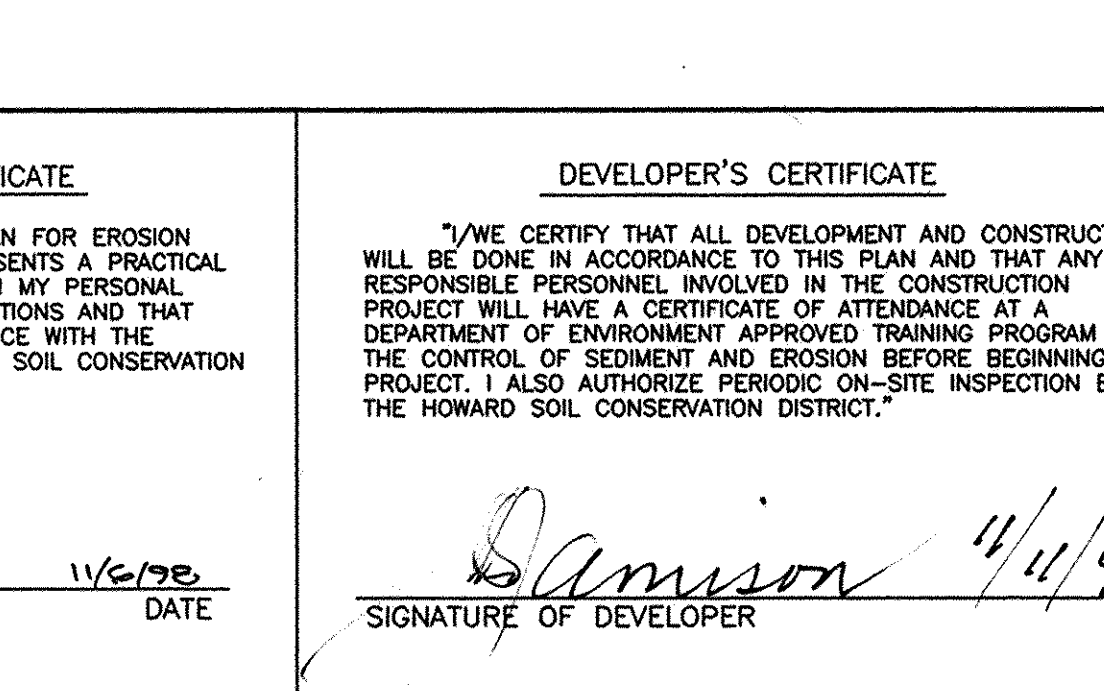 ICATE
N FOR EROSION
SENTS A PRACTICAL
MY PERSONAL
TIONS AND THAT
CE WITH THE
SOIL CONSERVATION
11/6/98
DATE
DEVELOPER'S CERTIFICATE
"I/WE CERTIFY THAT ALL DEVELOPMENT AND CONSTRUCT
WILL BE DONE IN ACCORDANCE TO THIS PLAN AND THAT ANY
RESPONSIBLE PERSONNEL INVOLVED IN THE CONSTRUCTION
PROJECT WILL HAVE A CERTIFICATE OF ATTENDANCE AT A
DEPARTMENT OF ENVIRONMENT APPROVED TRAINING PROGRAM
THE CONTROL OF SEDIMENT AND EROSION BEFORE BEGINNING
PROJECT. I ALSO AUTHORIZE PERIODIC ON-SITE INSPECTION B
THE HOWARD SOIL CONSERVATION DISTRICT."
11/11/
SIGNATURE OF DEVELOPER